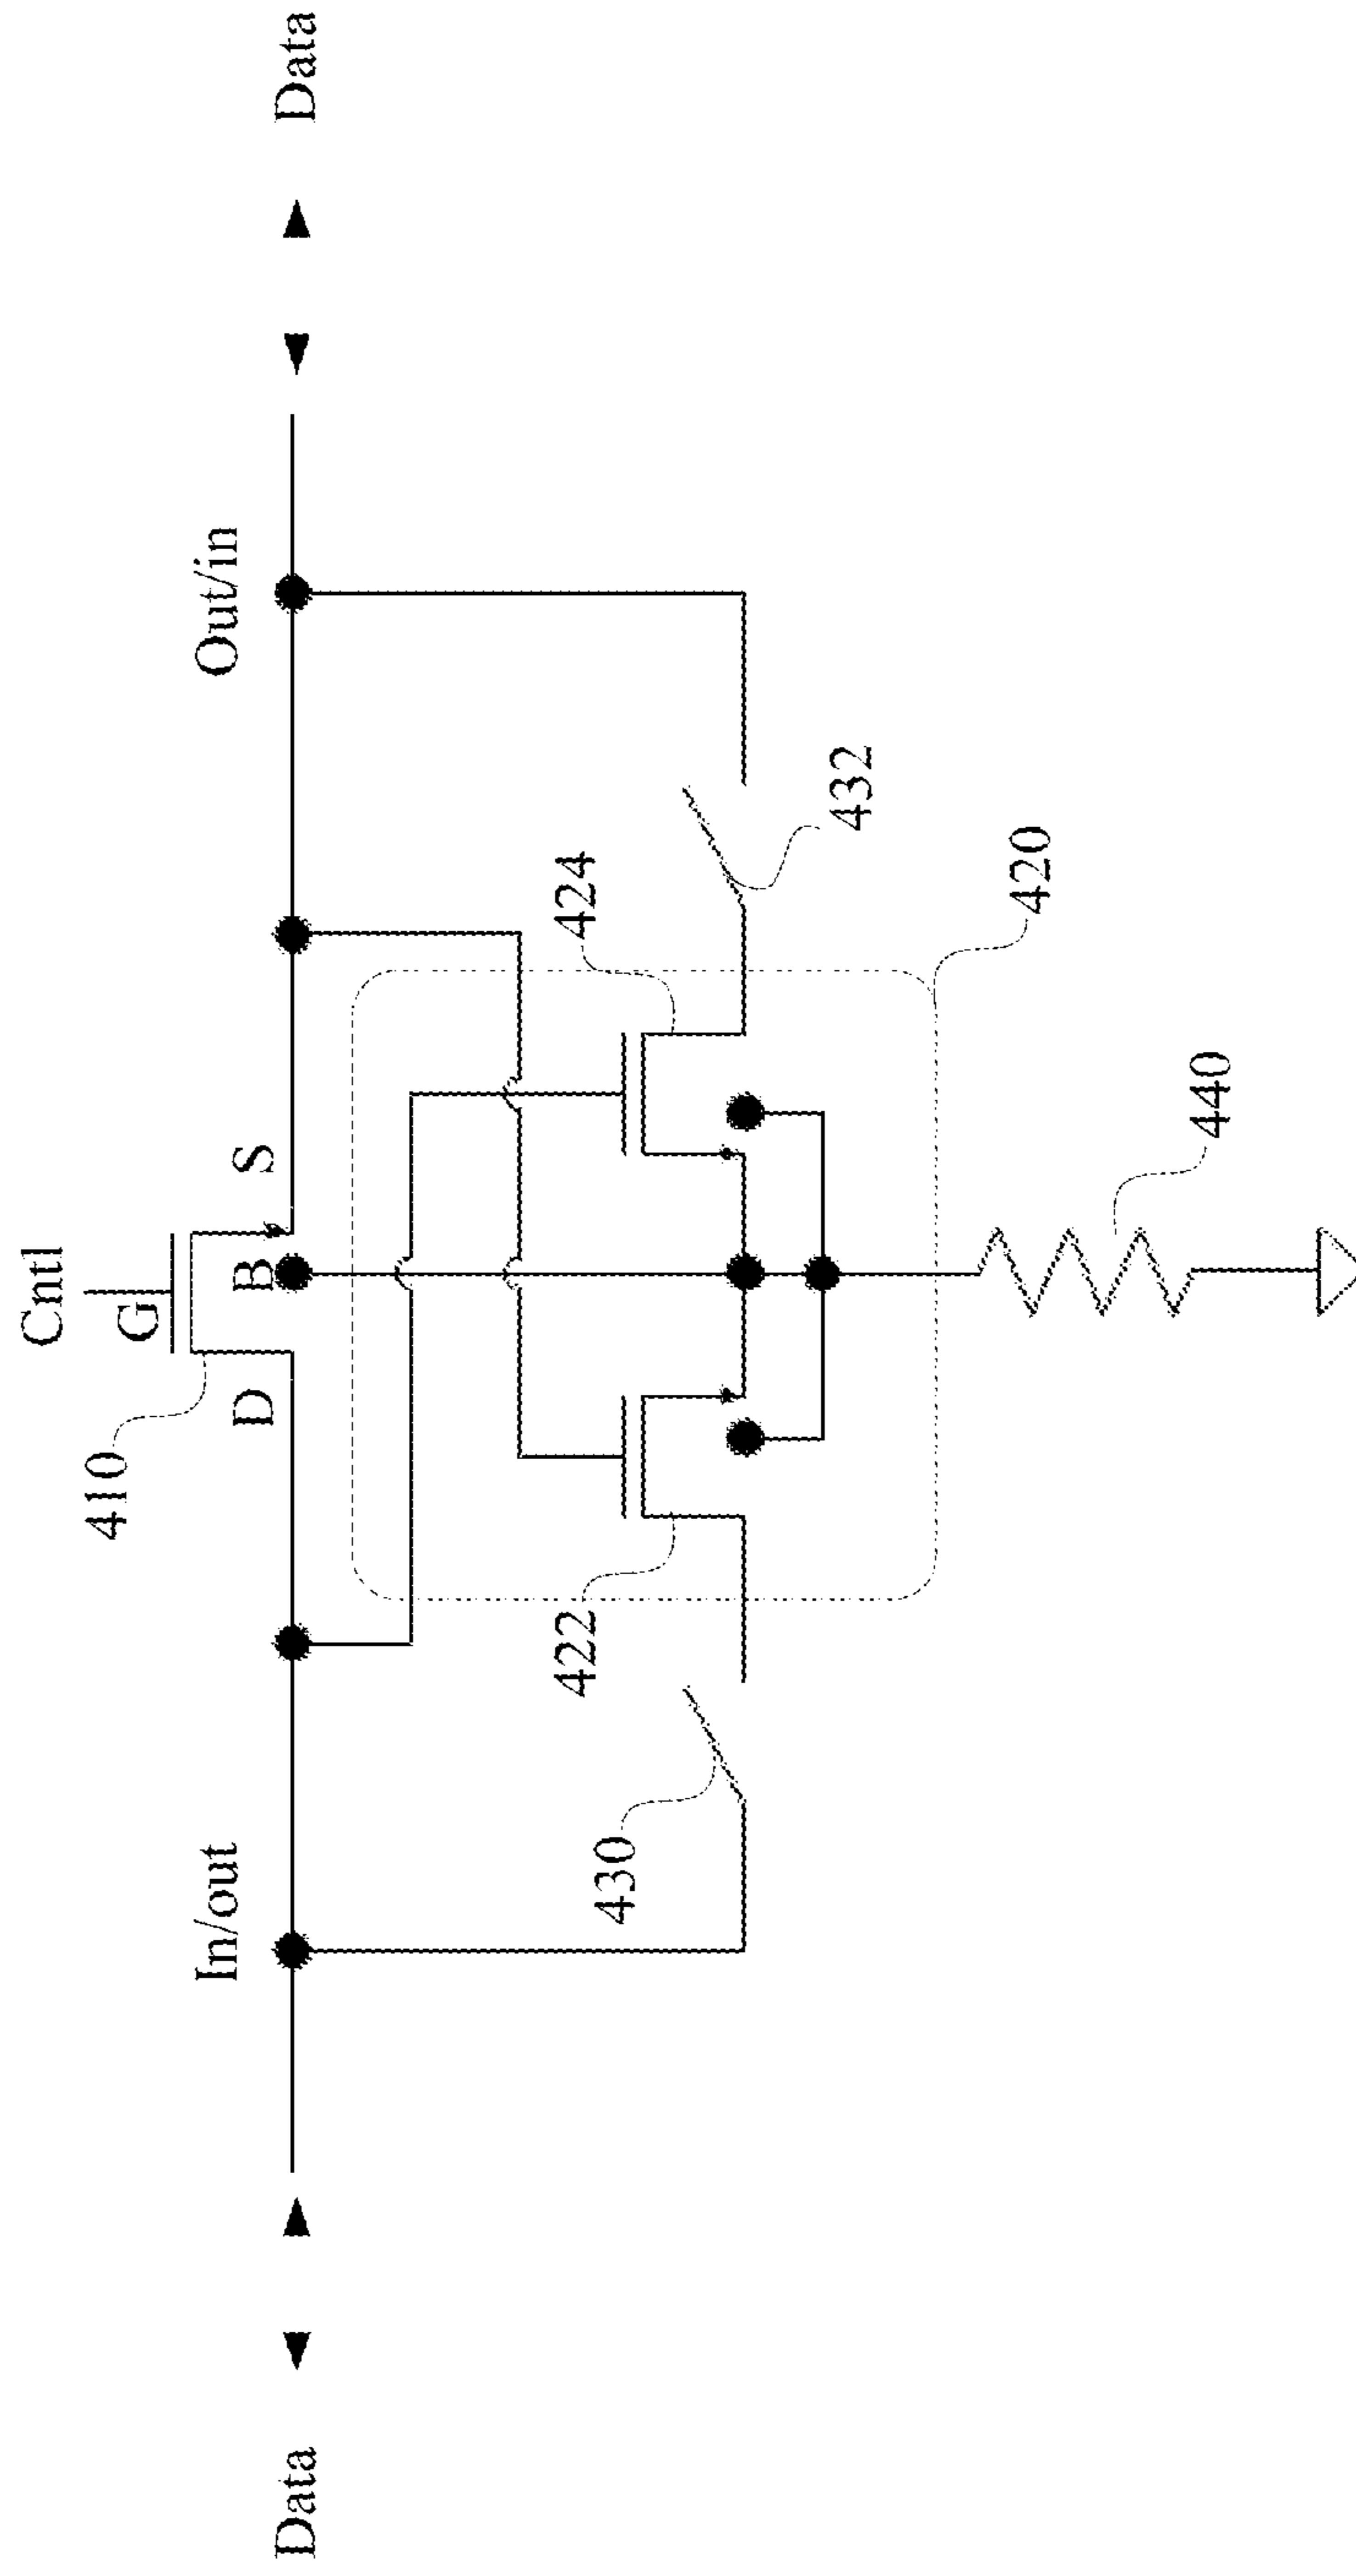 Cntl
G
410
D
B
S
In/out
Out/in
Data
Data
422
424
430
432
420
440